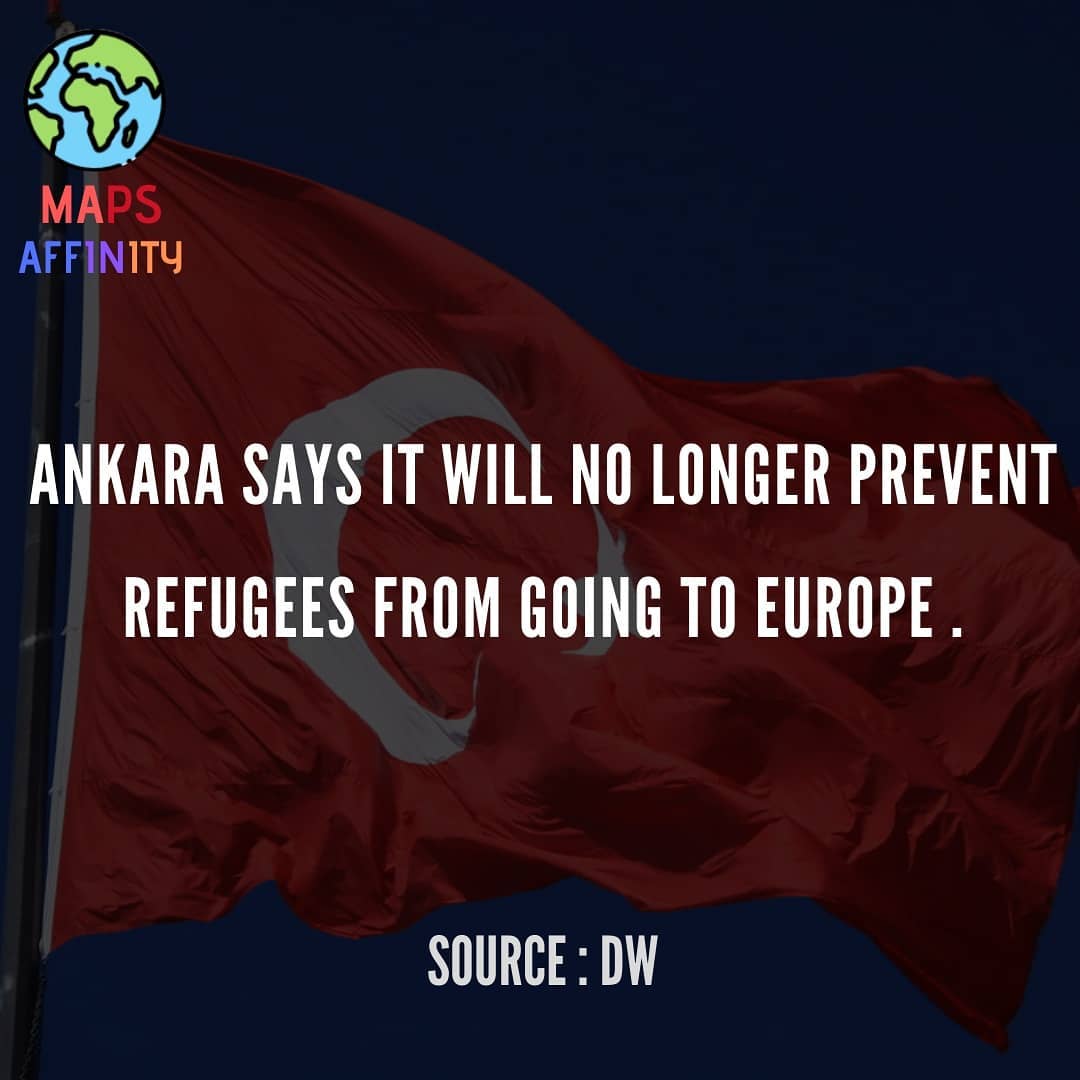 MAPS
AFFINITY
ANKARA SAYS IT WILL NO LONGER PREVENT
REFUGEES FROM GOING TO EUROPE .
SOURCE : DW